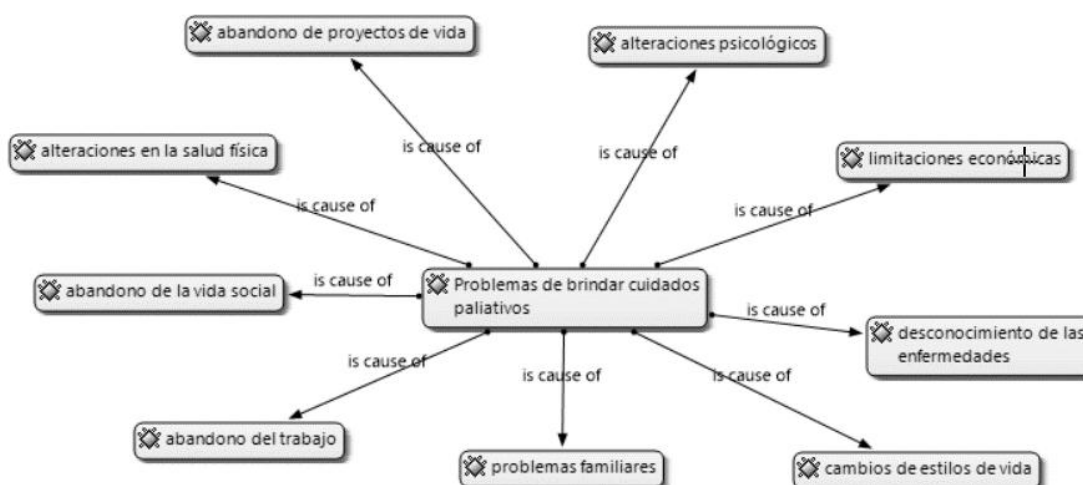 abandono de proyectos de vida
alteraciones psicológicos
is cause of
is cause of
alteraciones en la salud física
limitaciones económicas
is cause of
is cause of
abandono de la vida social
is cause of
Problemas de brindar cuidados
paliativos
is cause of
desconocimiento de las
enfermedades
is cause of
is cause of
is cause of
abandono del trabajo
problemas familiares
cambios de estilos de vida